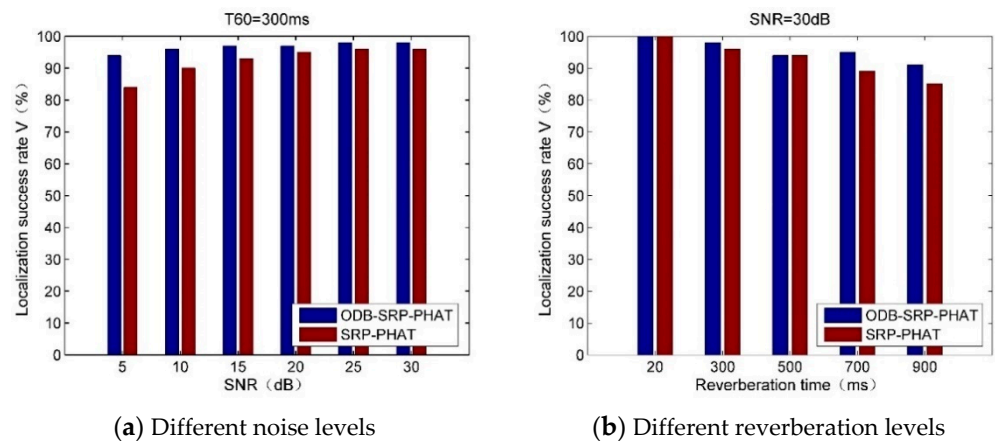 T60=300ms
100
90
80
70
60
50
40
30
20
10
0
Localization success rate V（%）
ODB-SRP-PHAT
SRP-PHAT
5 10 15 20 25 30
SNR（dB）
(a) Different noise levels
SNR=30dB
100
90
80
70
60
50
40
30
20
10
0
Localization success rate V（%）
ODB-SRP-PHAT
SRP-PHAT
20 300 500 700 900
Reverberation time（ms）
(b) Different reverberation levels